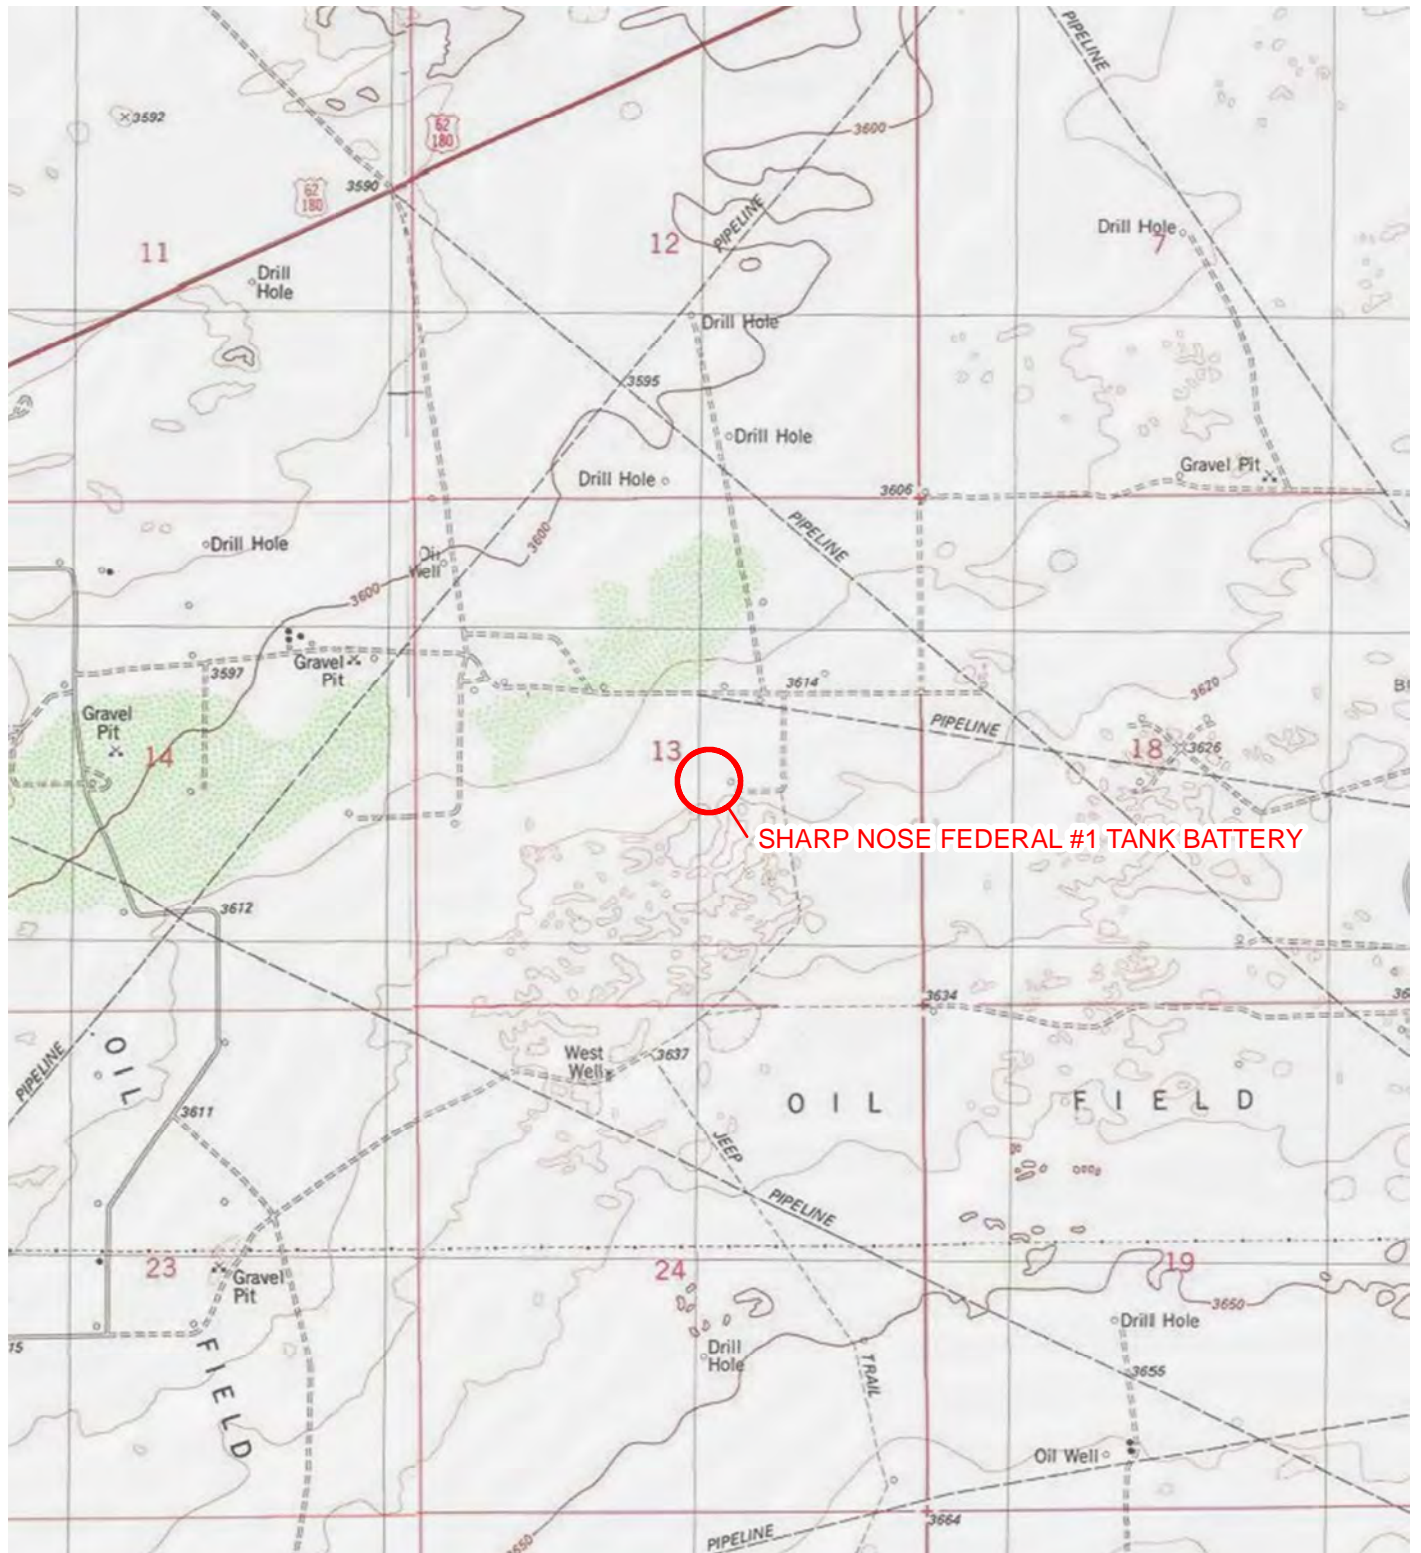 PIPELINE
3592
62
180
3600
3590
62
180
PIPELINE
Drill Hole
7
11
12
Drill
Hole
Drill Hole
3595
Drill Hole
Drill Hole
Gravel Pit
3606
PIPELINE
3600
Drill Hole
Oil
Well
3600
Gravel
Pit
3597
3614
3620
Gravel
Pit
PIPELINE
14
13
18
3626
SHARP NOSE FEDERAL #1 TANK BATTERY
3612
3634
PIPELINE
OIL
West
Well
3637
OIL FIELD
3611
JEEP
PIPELINE
23
Gravel
Pit
24
19
3650
Drill Hole
Drill
Hole
15
FIELD
TRAIL
3655
Oil Well
3664
PIPELINE
3650